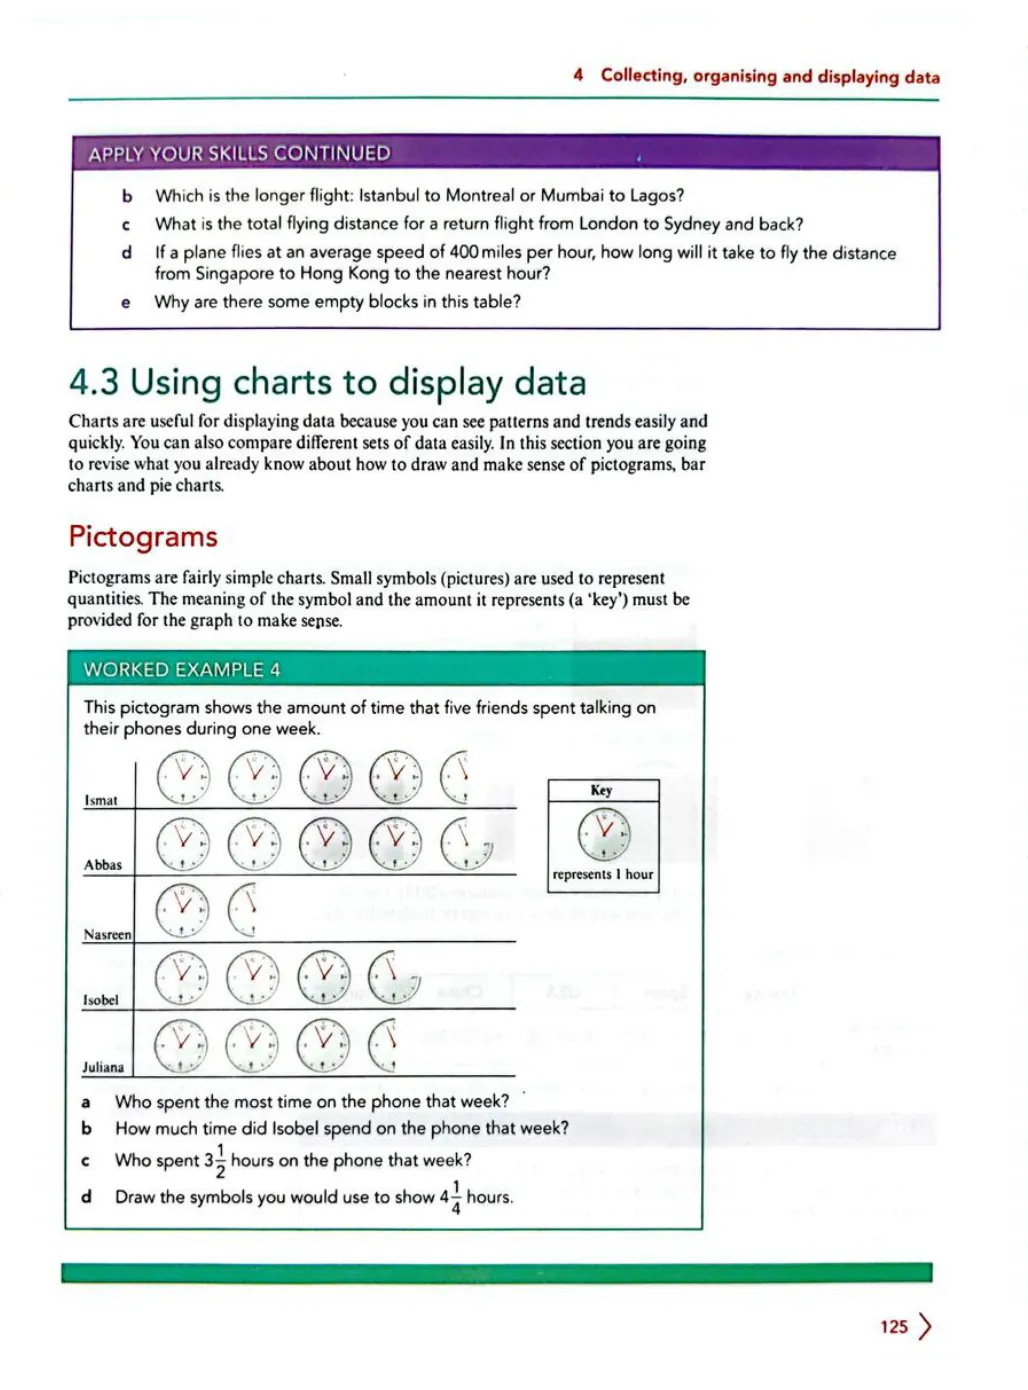 4 Collecting, organising and displaying data
APPLY YOUR SKILLS CONTINUED
b Which is the longer flight: Istanbul to Montreal or Mumbai to Lagos?
c What is the total flying distance for a return flight from London to Sydney and back?
d If a plane flies at an average speed of 400 miles per hour, how long will it take to fly the distance
from Singapore to Hong Kong to the nearest hour?
e Why are there some empty blocks in this table?
4.3 Using charts to display data
Charts are useful for displaying data because you can see patterns and trends easily and
quickly. You can also compare different sets of data easily. In this section you are going
to revise what you already know about how to draw and make sense of pictograms, bar
charts and pie charts.
Pictograms
Pictograms are fairly simple charts. Small symbols (pictures) are used to represent
quantities. The meaning of the symbol and the amount it represents (a ‘key’) must be
provided for the graph to make sense.
WORKED EXAMPLE 4
This pictogram shows the amount of time that five friends spent talking on
their phones during one week.
Ismat
Key
represents 1 hour
Abbas
Nasreen
Isobel
Juliana
a Who spent the most time on the phone that week?
b How much time did Isobel spend on the phone that week?
c Who spent 3 1/2 hours on the phone that week?
d Draw the symbols you would use to show 4 1/4 hours.
125